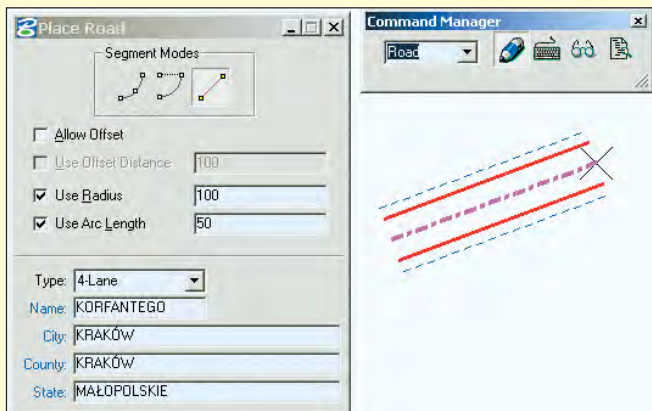 Place Road
Segment Modes
Allow Offset
Use Offset Distance 100
Use Radius 100
Use Arc Length 50
Type: 4-Lane
Name: KORFANTEGO
City: KRAKÓW
County: KRAKÓW
State: MAŁOPOLSKIE
Command Manager
Road